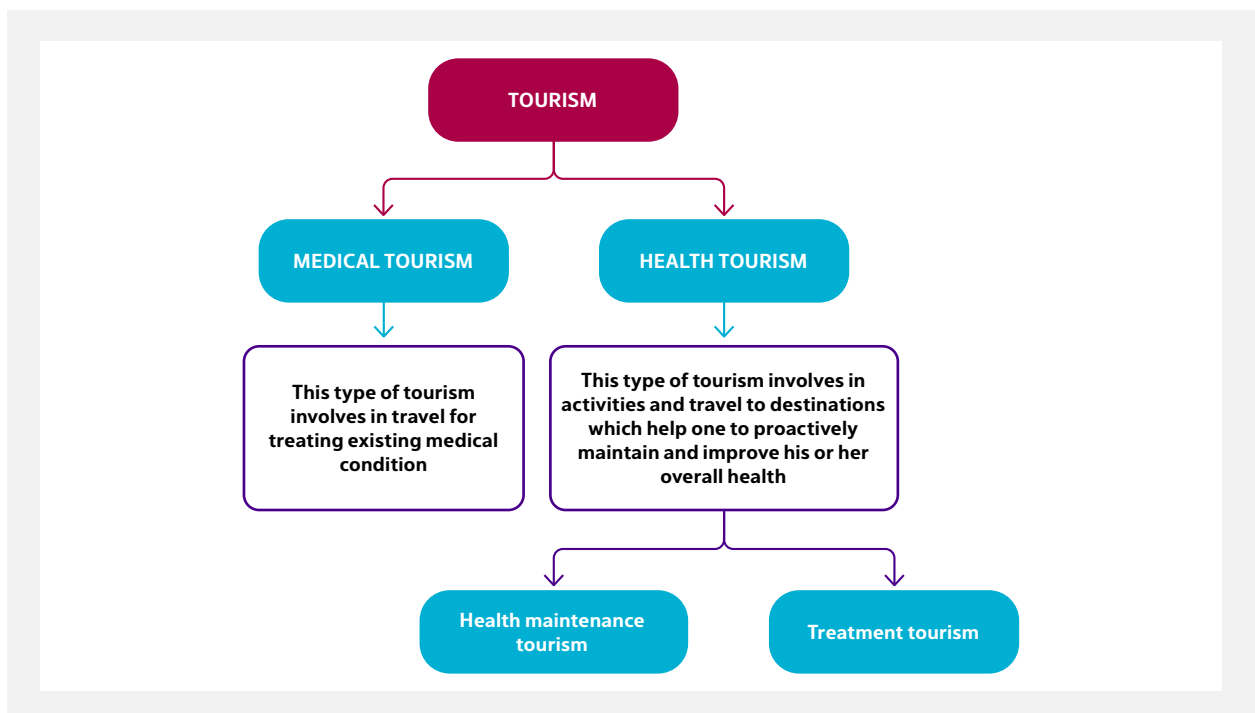 TOURISM
MEDICAL TOURISM
HEALTH TOURISM
This type of tourism
involves in travel for
treating existing medical
condition
This type of tourism involves in
activities and travel to destinations
which help one to proactively
maintain and improve his or her
overall health
Health maintenance
tourism
Treatment tourism